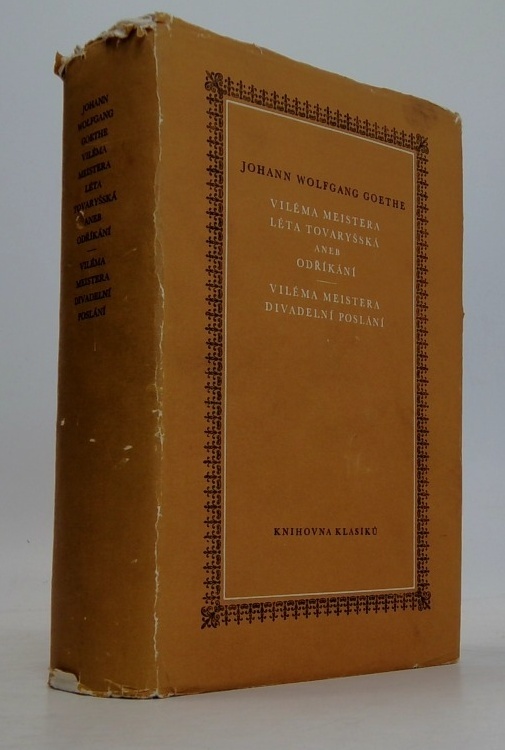 JOHANN
WOLFGANG
GOETHE
VILÉMA
MEISTERA
LÉTA
TOVARYŠSKÁ
ANEB
ODŘÍKÁNÍ
VILÉMA
MEISTERA
DIVADELNÍ
POSLÁNÍ
JOHANN WOLFGANG GOETHE
VILÉMA MEISTERA
LÉTA TOVARYŠSKÁ
ANEB
ODŘÍKÁNÍ
VILÉMA MEISTERA
DIVADELNÍ POSLÁNÍ
KNIHOVNA KLASIKŮ